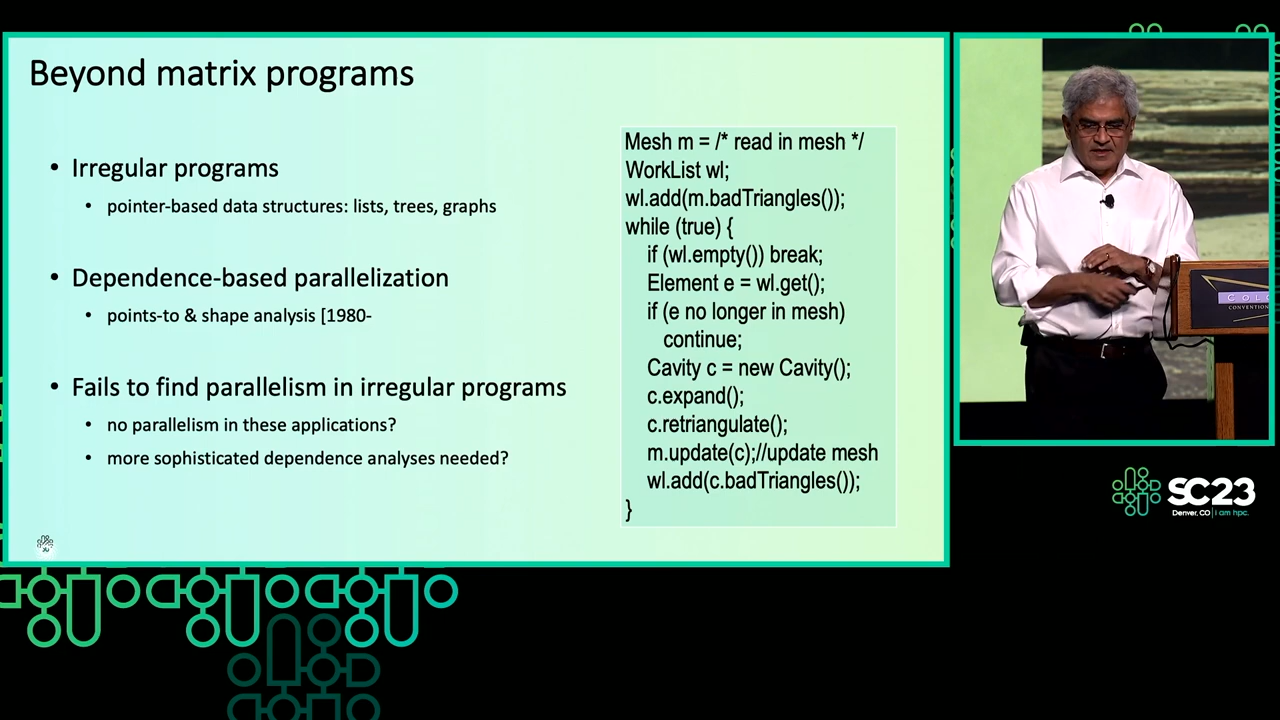 Beyond matrix programs
• Irregular programs
• pointer-based data structures: lists, trees, graphs
• Dependence-based parallelization
• points-to & shape analysis [1980-
• Fails to find parallelism in irregular programs
• no parallelism in these applications?
• more sophisticated dependence analyses needed?
Mesh m = /* read in mesh */
WorkList wl;
wl.add(m.badTriangles());
while (true) {
if (wl.empty()) break;
Element e = wl.get();
if (e no longer in mesh)
continue;
Cavity c = new Cavity();
c.expand();
c.retriangulate();
m.update(c);//update mesh
wl.add(c.badTriangles());
}
COLO
CONVENTION
SC23
Denver, CO | i am hpc.